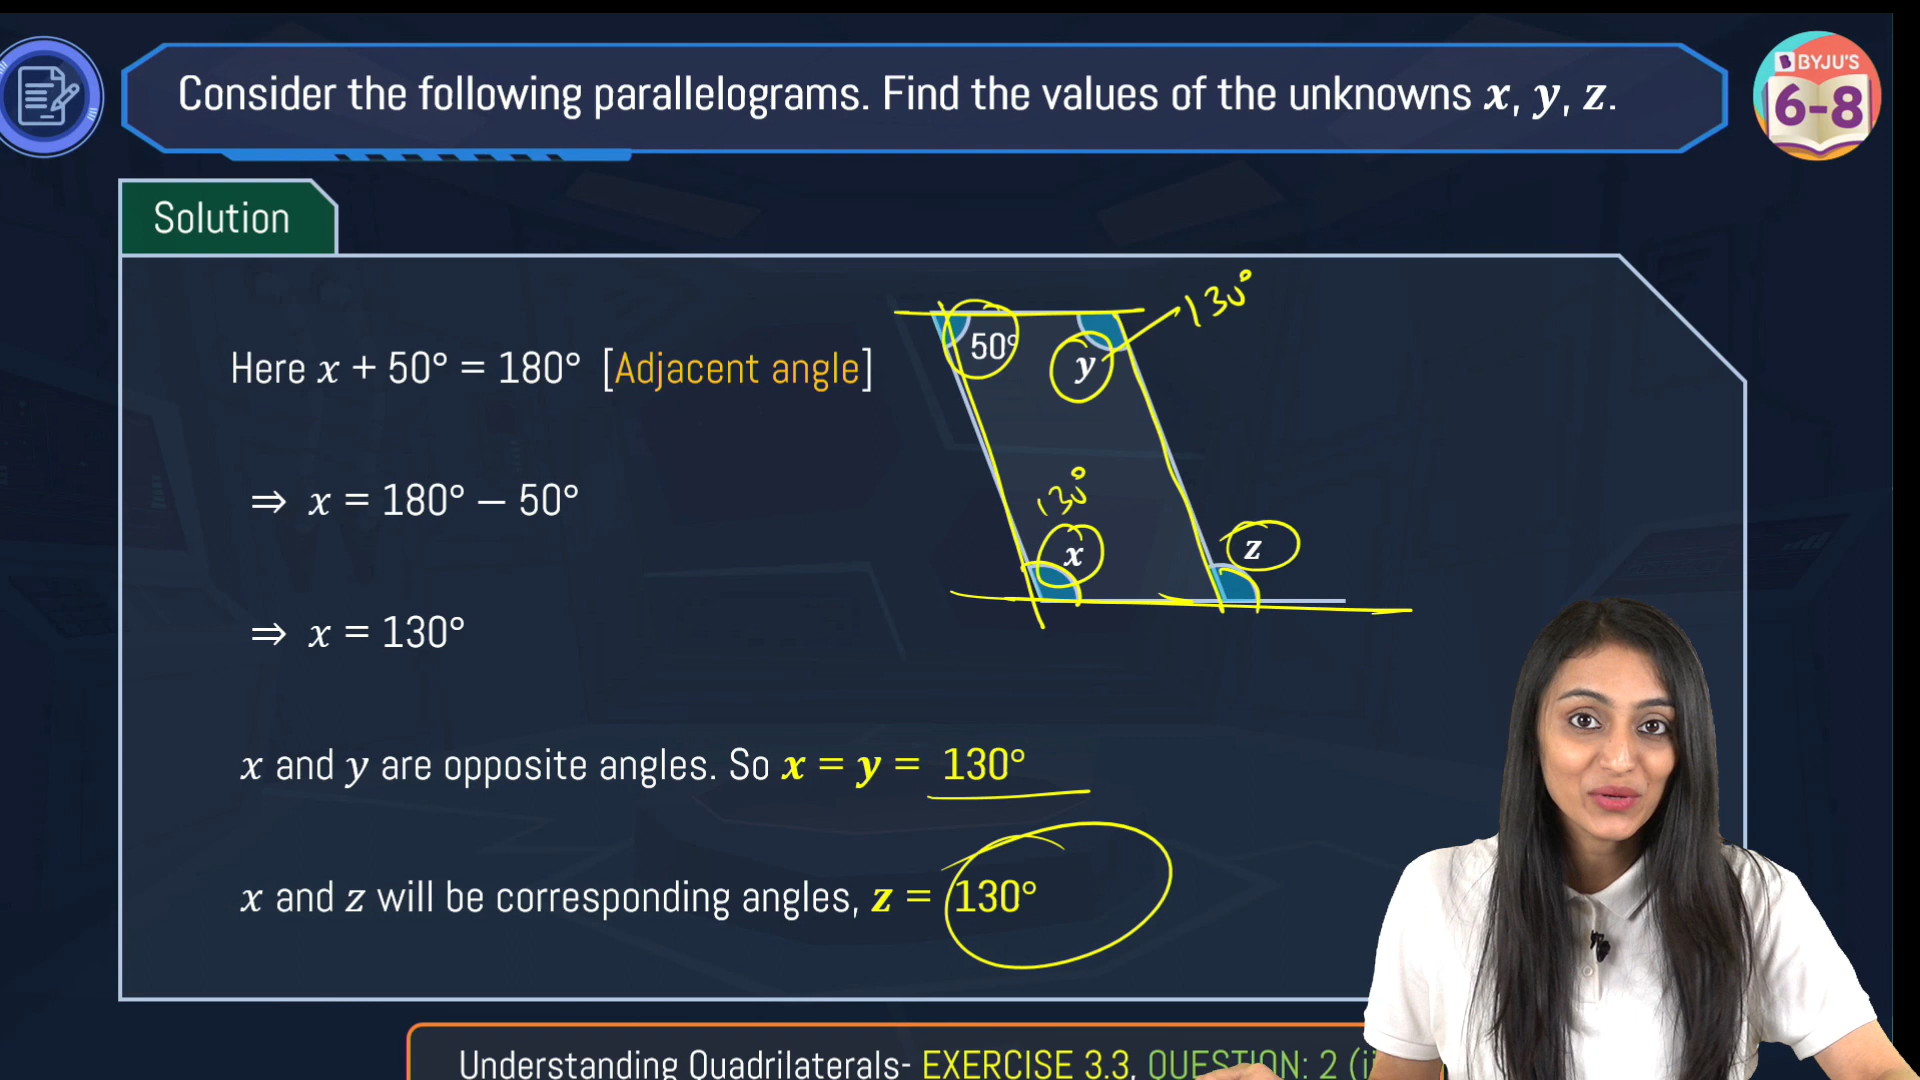 Consider the following parallelograms. Find the values of the unknowns x, y, z.
BYJU'S
6-8
Solution
Here x + 50° = 180° [Adjacent angle]
⇒ x = 180° – 50°
⇒ x = 130°
x and y are opposite angles. So x = y = 130°
x and z will be corresponding angles, z = 130°
50°
y
130°
130°
x
z
Understanding Quadrilaterals- EXERCISE 3.3, QUESTION: 2 (i